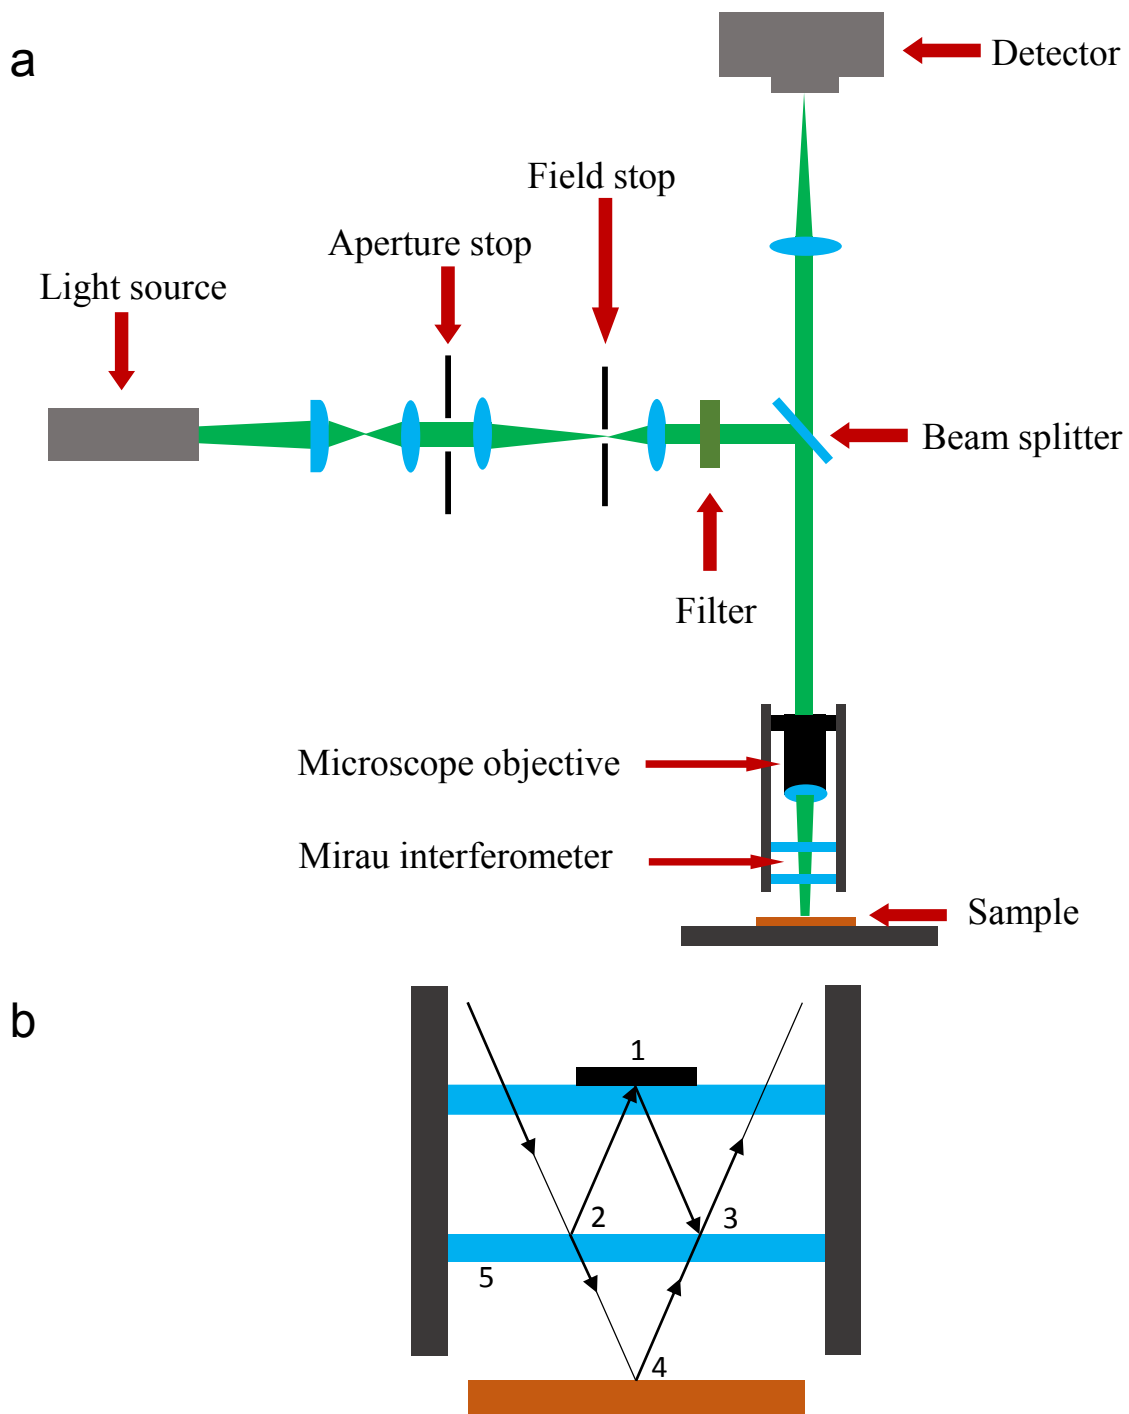 a
Detector
Field stop
Aperture stop
Light source
Beam splitter
Filter
Microscope objective
Mirau interferometer
Sample
b
1
2
3
5
4